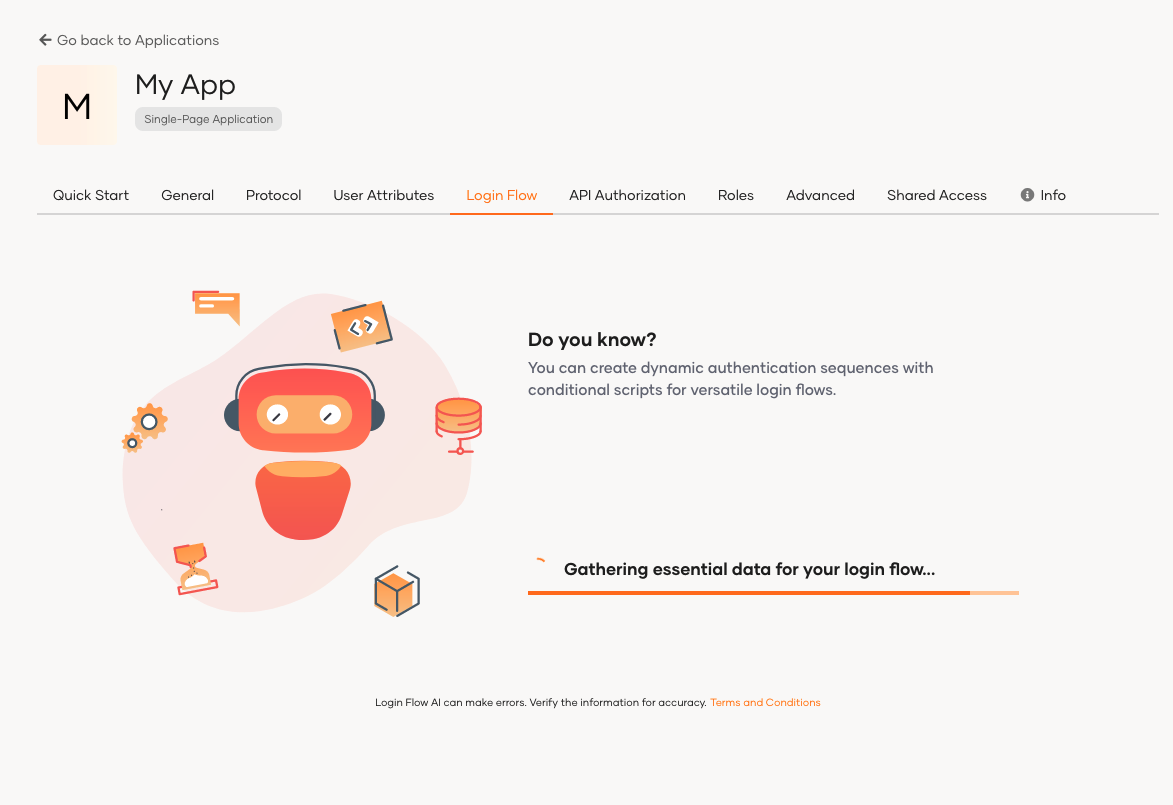 Go back to Applications
M
My App
Single-Page Application
Quick Start General Protocol User Attributes Login Flow API Authorization Roles Advanced Shared Access Info
Do you know?
You can create dynamic authentication sequences with
conditional scripts for versatile login flows.
Gathering essential data for your login flow...
Login Flow AI can make errors. Verify the information for accuracy. Terms and Conditions